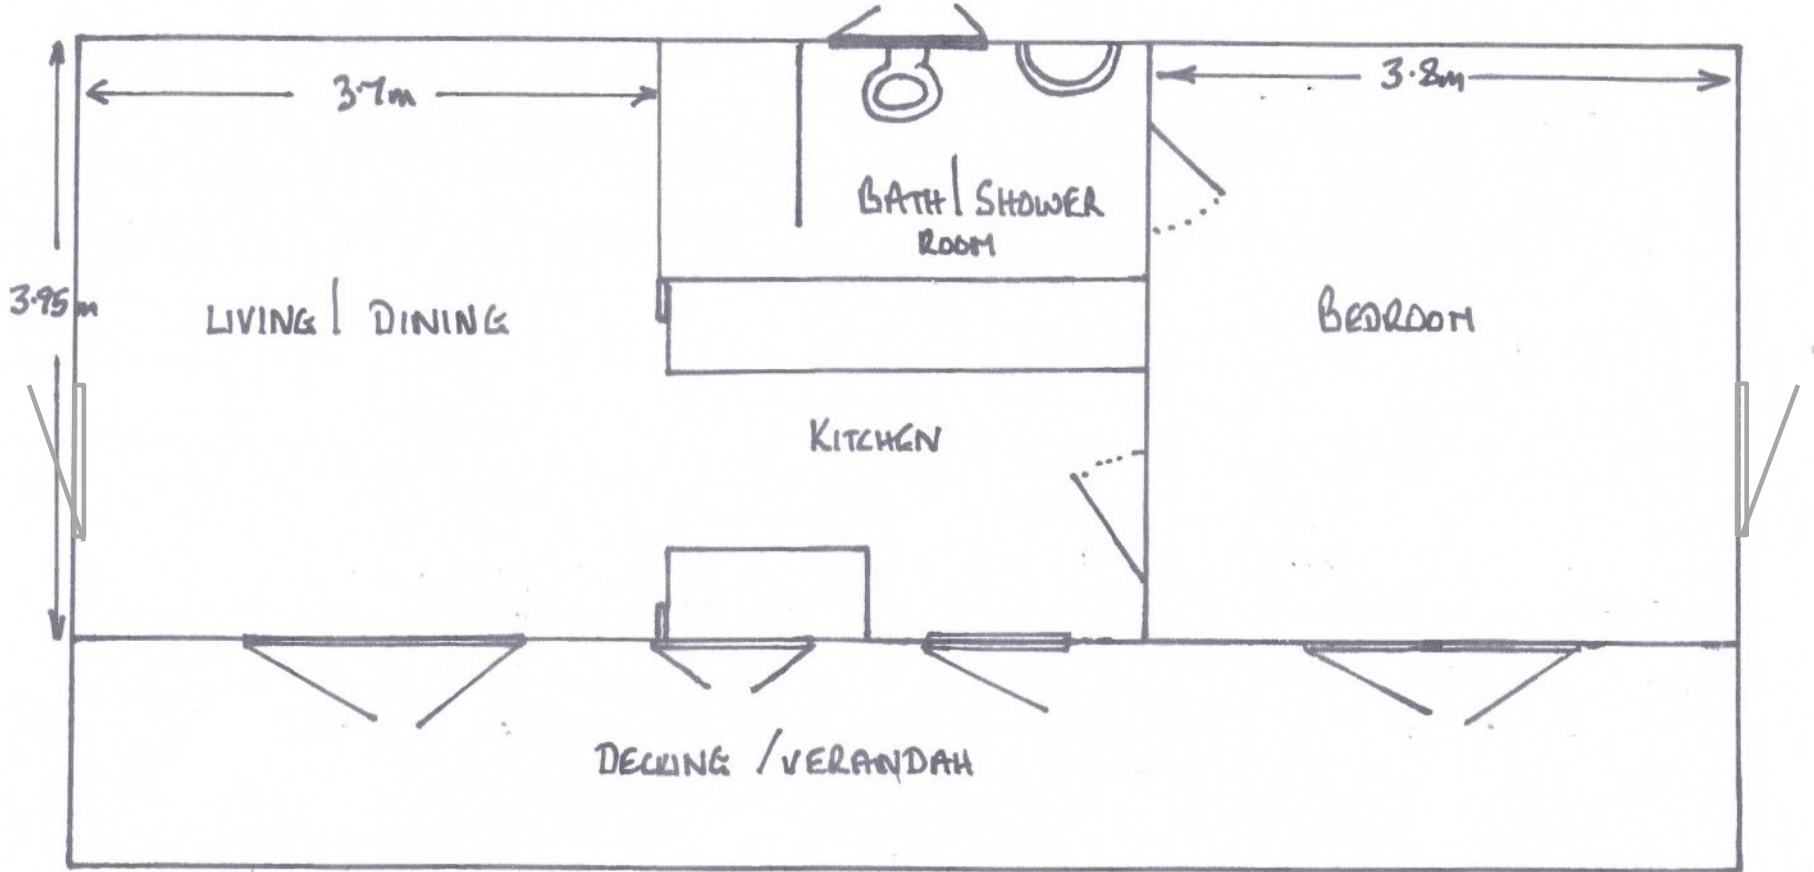 3.7m
3.8m
BATH/SHOWER
ROOM
3.95m
LIVING/ DINING
BEDROOM
KITCHEN
DECKING /VERANDAH